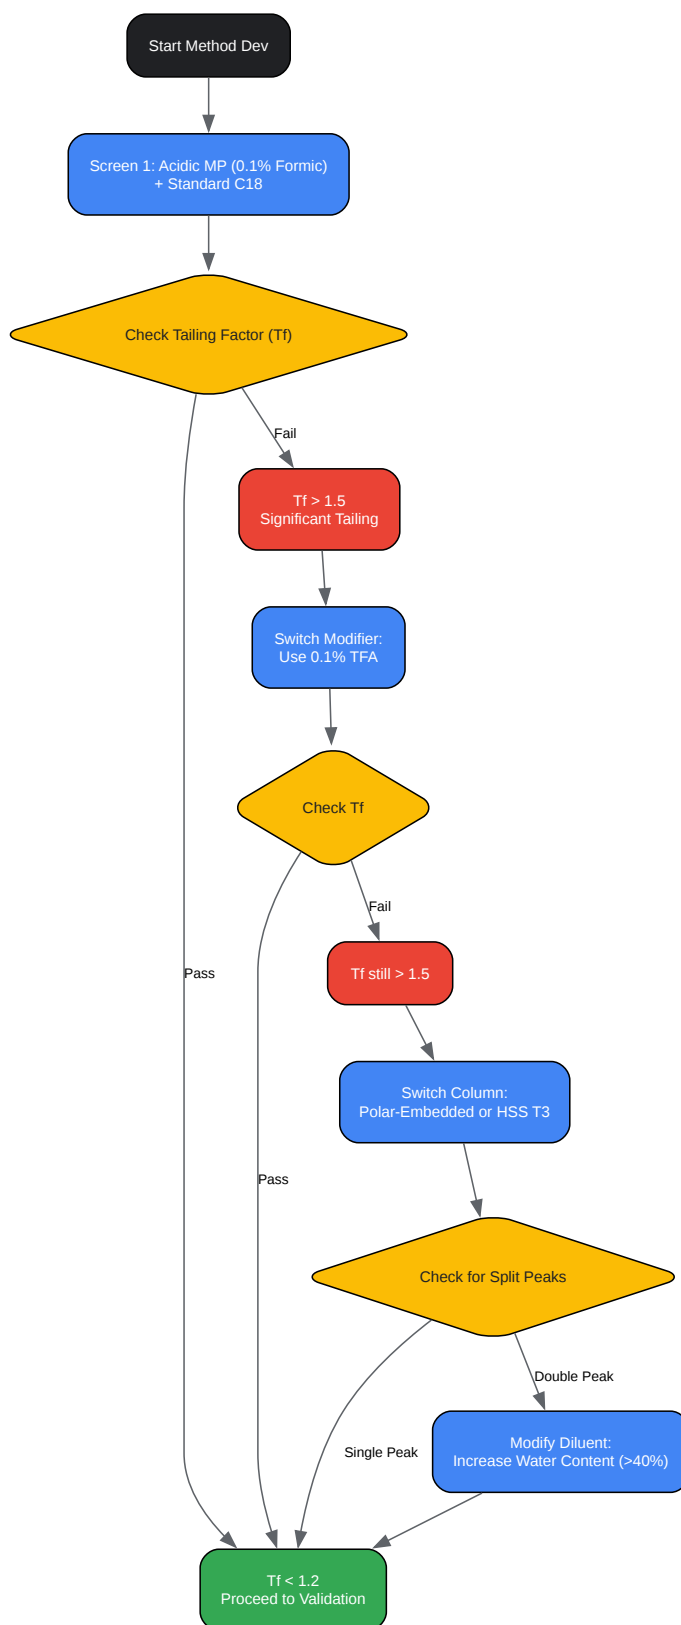 Start Method Dev
Screen 1: Acidic MP (0.1% Formic)
+ Standard C18
Check Tailing Factor (Tf)
Fail
Tf > 1.5
Significant Tailing
Switch Modifier:
Use 0.1% TFA
Check Tf
Fail
Tf still > 1.5
Pass
Switch Column:
Polar-Embedded or HSS T3
Pass
Check for Split Peaks
Double Peak
Modify Diluent:
Increase Water Content (>40%)
Single Peak
Tf < 1.2
Proceed to Validation